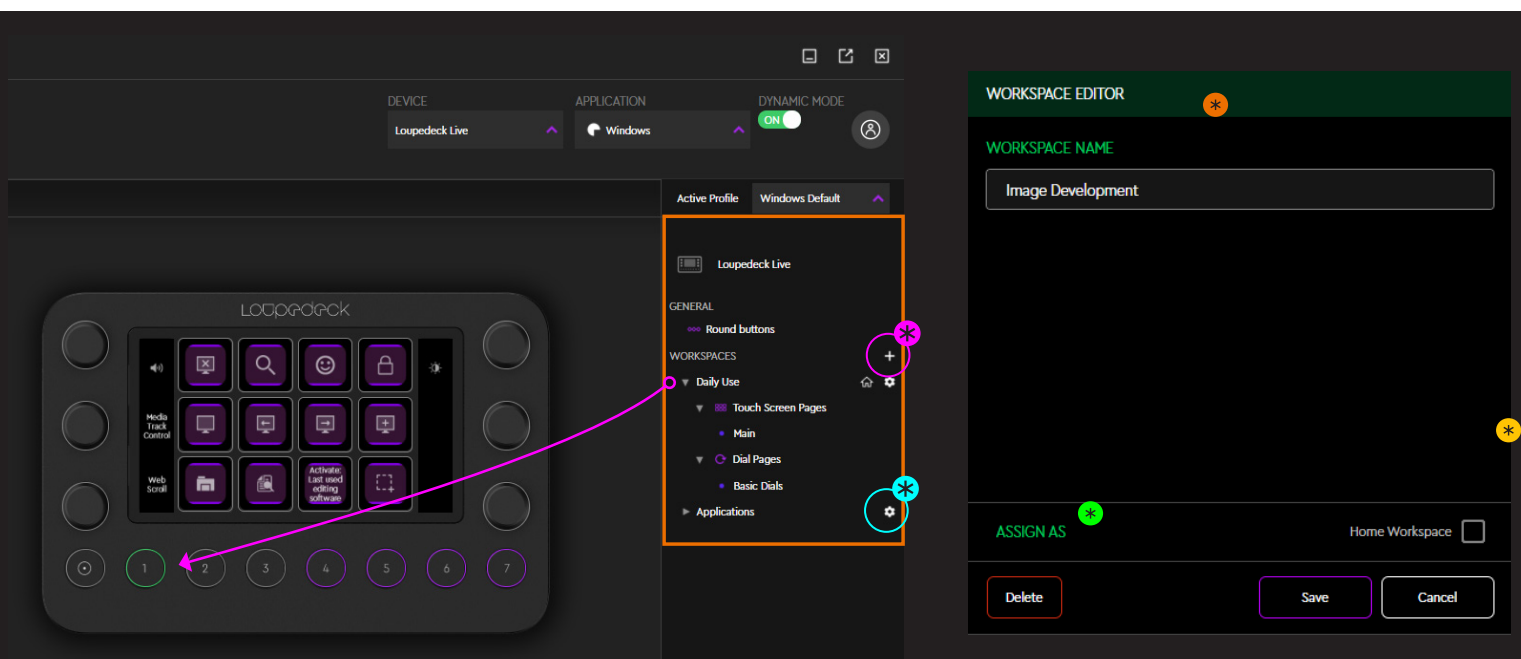 DEVICE
APPLICATION
DYNAMIC MODE
Loupedeck Live
Windows
ON
Active Profile
Windows Default
Loupedeck Live
GENERAL
Round buttons
WORKSPACES
Daily Use
Touch Screen Pages
Main
Dial Pages
Basic Dials
Applications
LOUPEDECK
Media
Track
Control
Web
Scroll
Activate:
Last used
editing
software
1
2
3
4
5
6
7
WORKSPACE EDITOR
WORKSPACE NAME
Image Development
ASSIGN AS
Home Workspace
Delete
Save
Cancel